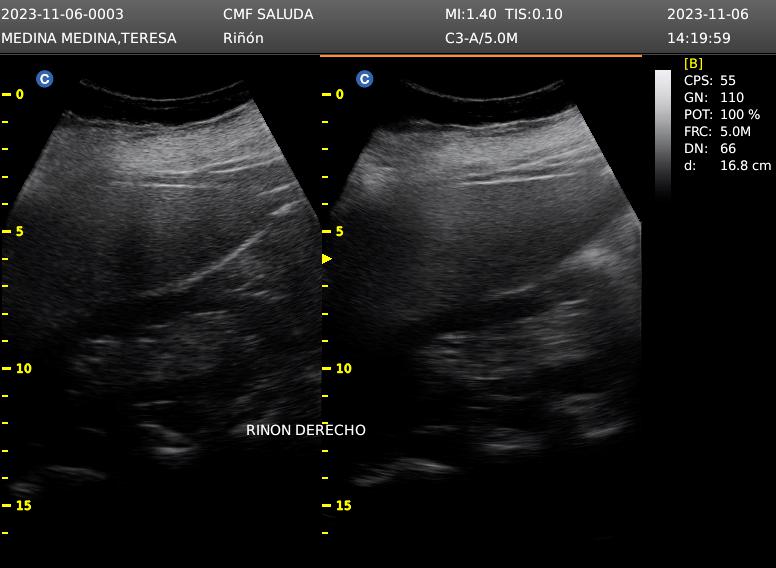 2023-11-06-0003 CMF SALUDA MI:1.40 TIS:0.10 2023-11-06
MEDINA MEDINA,TERESA Riñón C3-A/5.0M 14:19:59
[B]
CPS: 55
GN: 110
POT: 100 %
FRC: 5.0M
DN: 66
d: 16.8 cm
C
C
0
5
10
15
0
5
10
15
RINON DERECHO